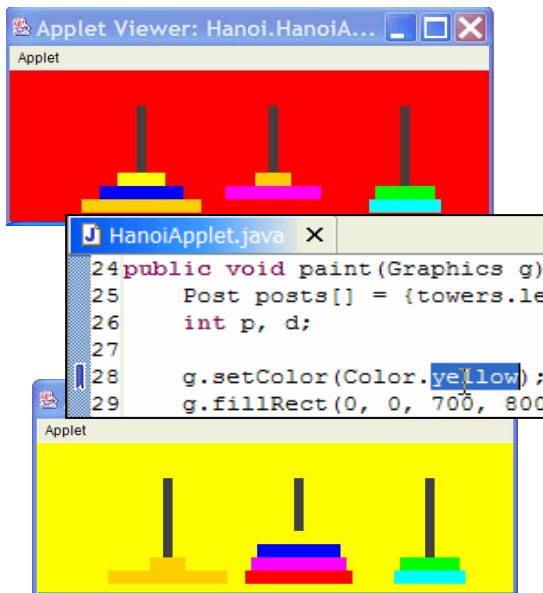 Applet Viewer: Hanoi.HanoiA...
Applet
HanoiApplet.java
24 public void paint(Graphics g)
25 Post posts[] = {towers.le
26 int p, d;
27
28 g.setColor(Color.yellow);
29 g.fillRect(0, 0, 700, 800
Applet